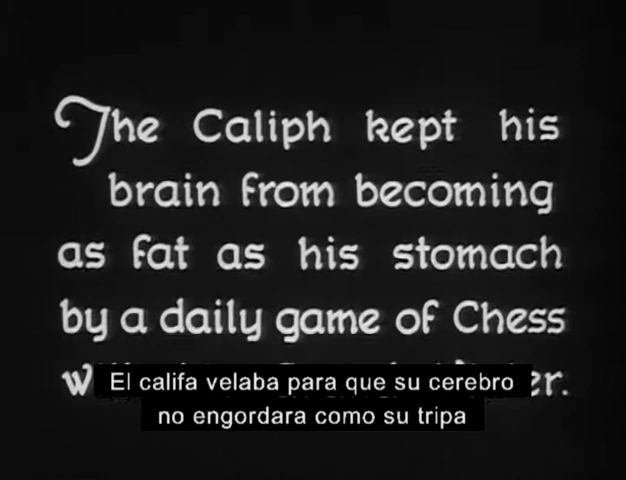 The Caliph kept his
brain from becoming
as fat as his stomach
by a daily game of Chess
El califa velaba para que su cerebro
no engordara como su tripa